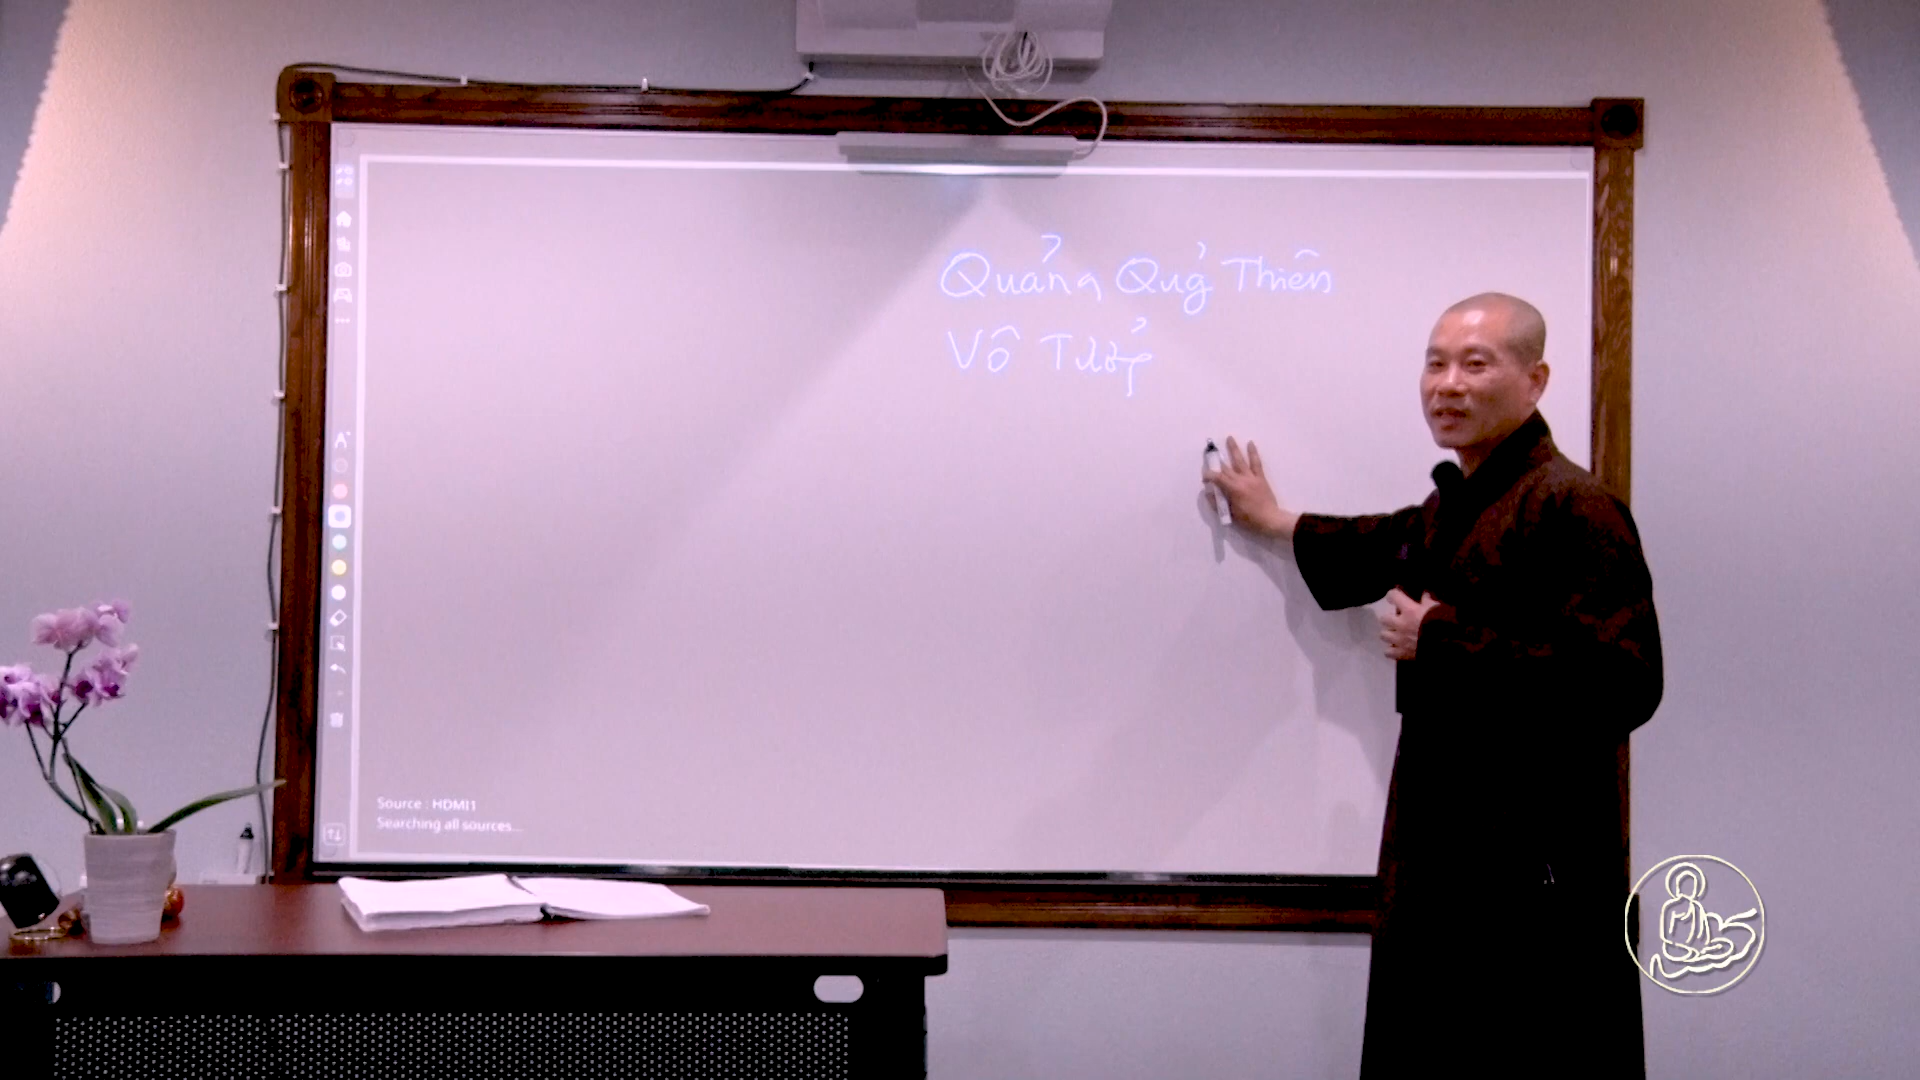 Quảng Quả Thiên
Vô Tưởng
Source : HDMI1
Searching all sources...